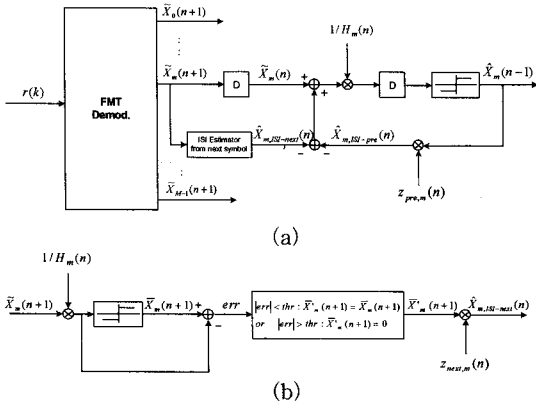 X̃₀(n+1)
1/Hₘ(n)
r(k)
FMT
Demod.
X̃ₘ(n+1)
D
X̃ₘ(n)
+
+
D
X̂ₘ(n−1)
ISI Estimator
from next symbol
X̂ₘ,ISI−next(n)
−
−
X̂ₘ,ISI-pre(n)
z_pre,m(n)
X̃_M-1(n+1)
(a)
1/Hₘ(n)
X̃ₘ(n+1)
X̄ₘ(n+1)
+
−
err
|err| < thr : X̄'ₘ(n+1) = X̄ₘ(n+1)
or |err| > thr : X̄'ₘ(n+1) = 0
X̄'ₘ(n+1)
X̂ₘ,ISI−next(n)
z_next,m(n)
(b)